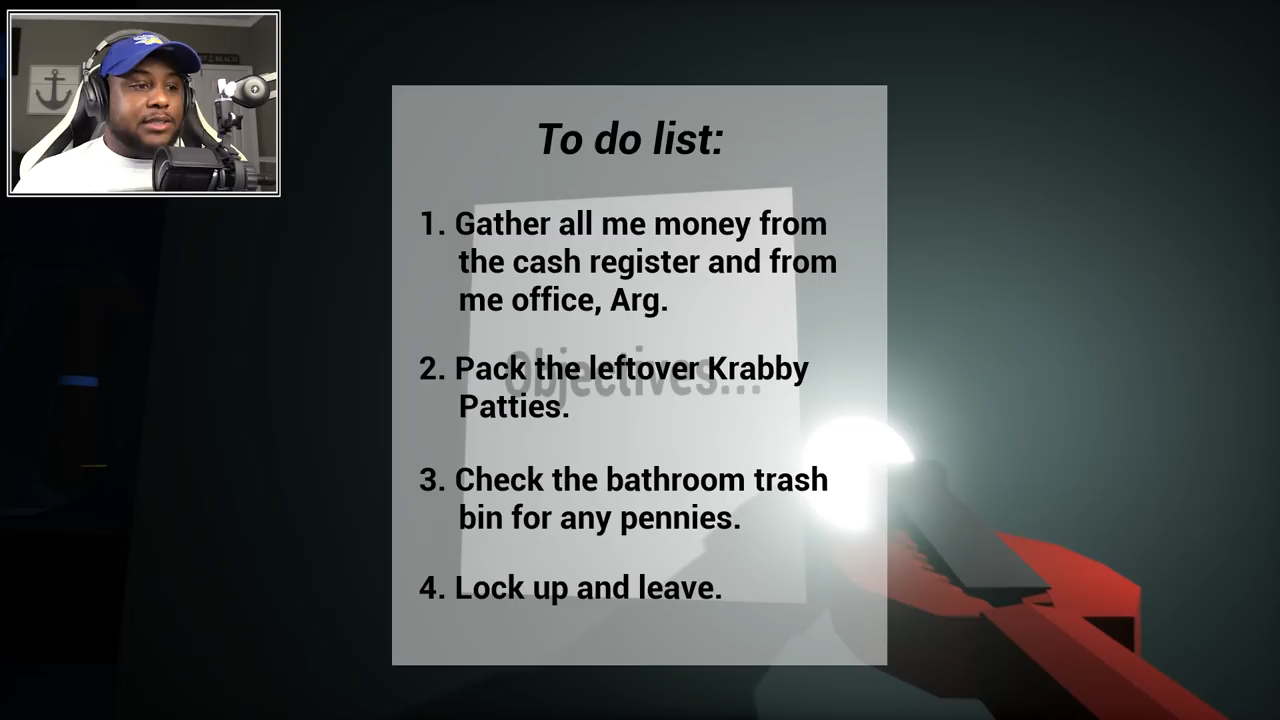 To do list:
1. Gather all me money from
the cash register and from
me office, Arg.
Objectives...
2. Pack the leftover Krabby
Patties.
3. Check the bathroom trash
bin for any pennies.
4. Lock up and leave.